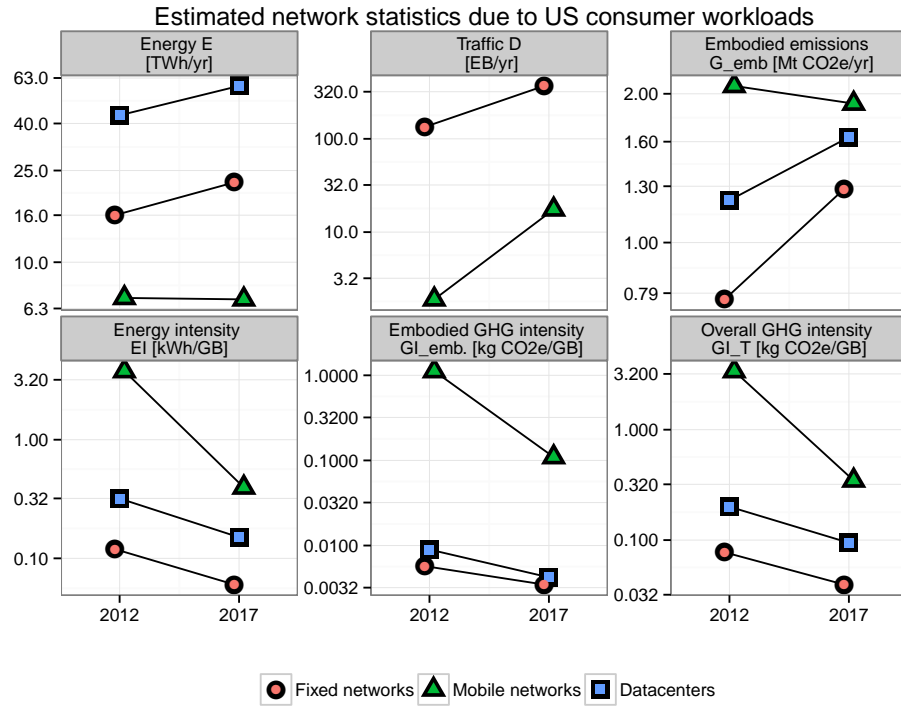 Estimated network statistics due to US consumer workloads
Energy E
[TWh/yr]
Traffic D
[EB/yr]
Embodied emissions
G_emb [Mt CO2e/yr]
63.0
40.0
25.0
16.0
10.0
6.3
320.0
100.0
32.0
10.0
3.2
2.00
1.60
1.30
1.00
0.79
Energy intensity
EI [kWh/GB]
Embodied GHG intensity
GI_emb. [kg CO2e/GB]
Overall GHG intensity
GI_T [kg CO2e/GB]
3.20
1.00
0.32
0.10
1.0000
0.3200
0.1000
0.0320
0.0100
0.0032
3.200
1.000
0.320
0.100
0.032
2012 2017
2012 2017
2012 2017
Fixed networks Mobile networks Datacenters